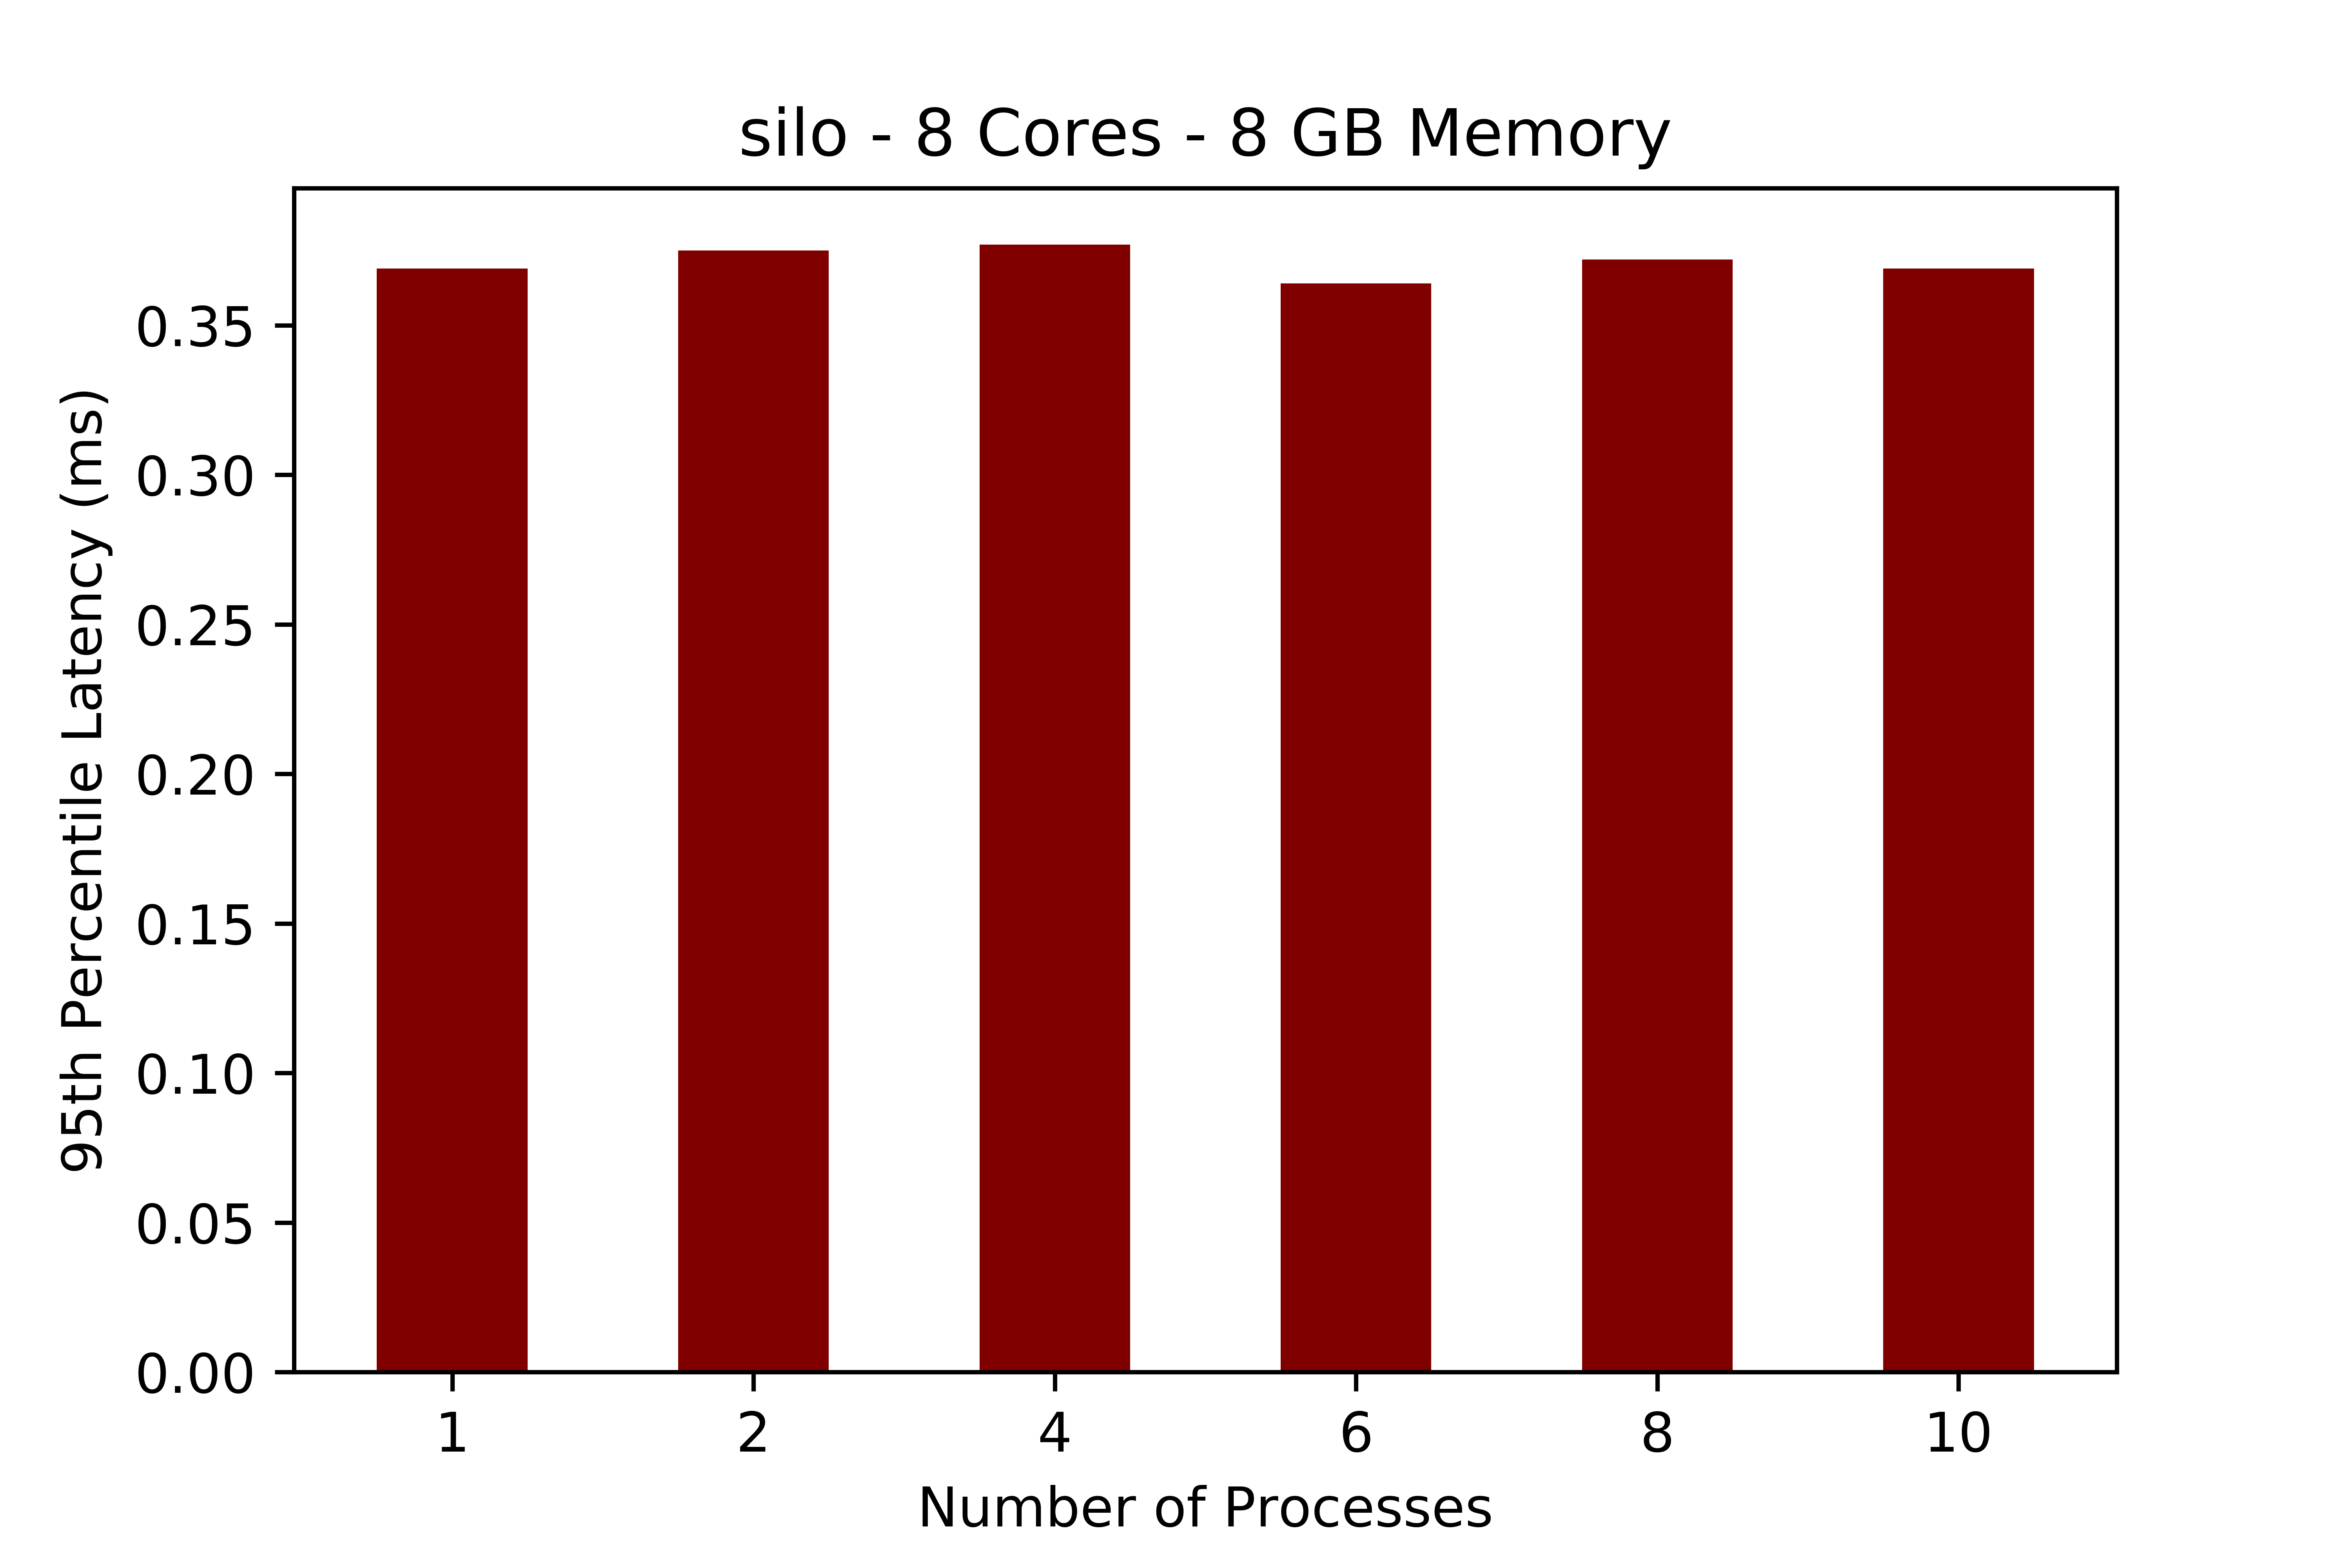 silo - 8 Cores - 8 GB Memory
95th Percentile Latency (ms)
0.35
0.30
0.25
0.20
0.15
0.10
0.05
0.00
1 2 4 6 8 10
Number of Processes